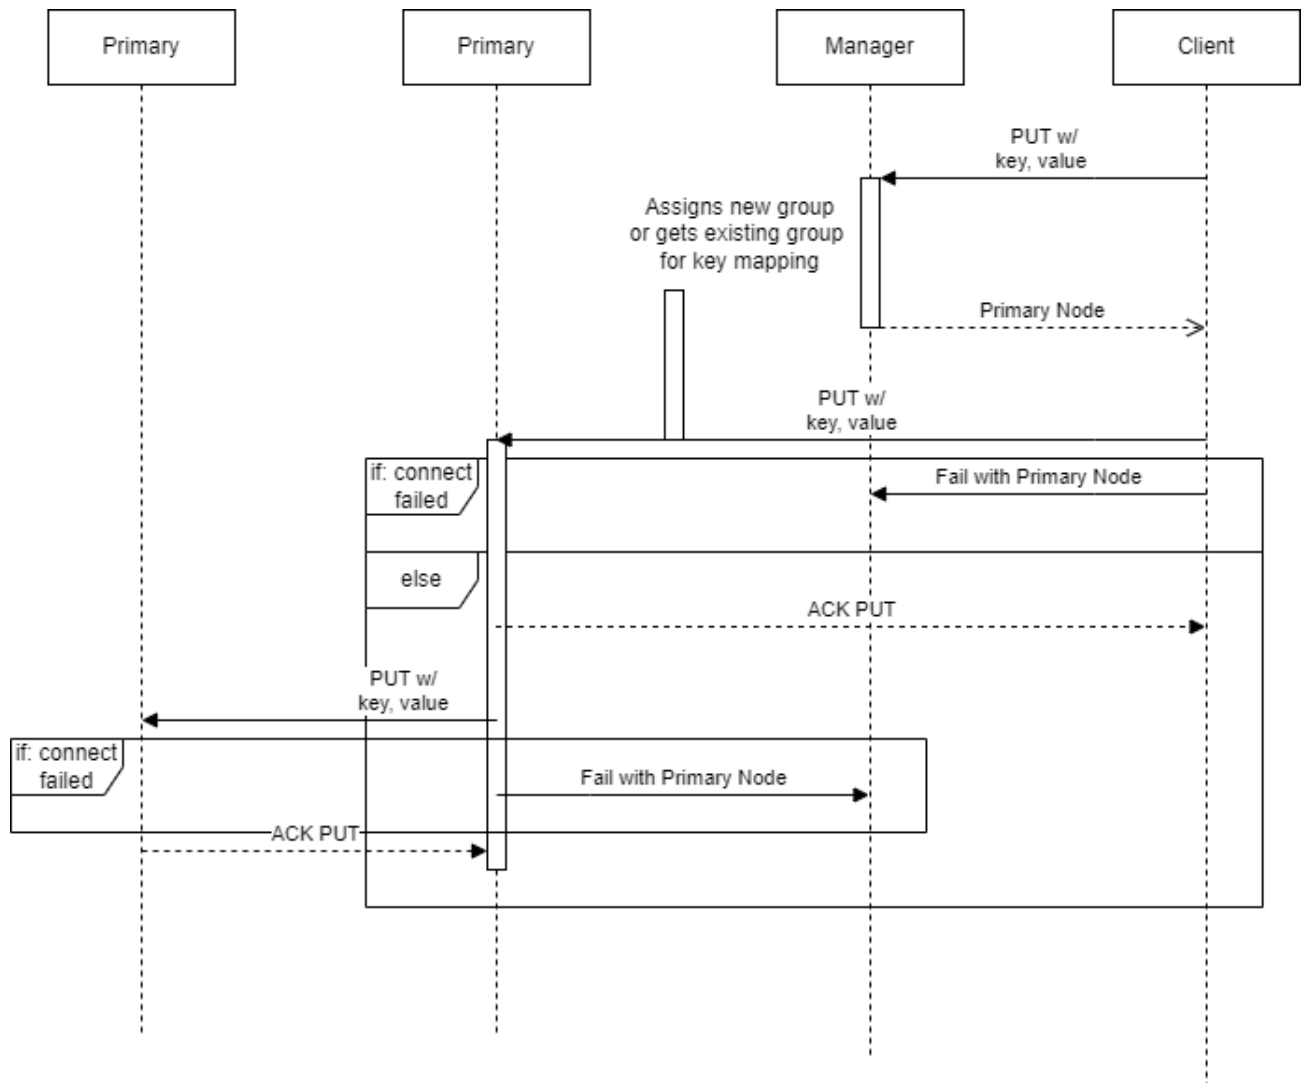 Primary
Primary
Manager
Client
PUT w/
key, value
Assigns new group
or gets existing group
for key mapping
Primary Node
PUT w/
key, value
if: connect
failed
Fail with Primary Node
else
ACK PUT
PUT w/
key, value
if: connect
failed
Fail with Primary Node
ACK PUT